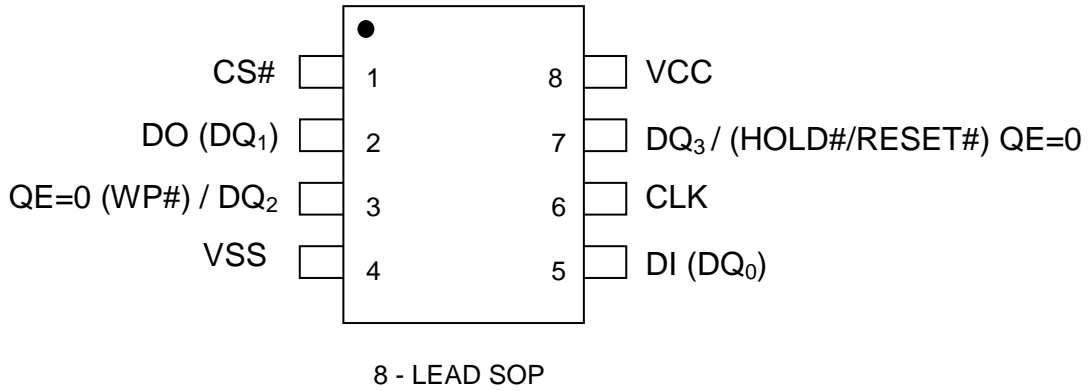 CS# 1 8 VCC
DO (DQ₁) 2 7 DQ₃ / (HOLD#/RESET#) QE=0
QE=0 (WP#) / DQ₂ 3 6 CLK
VSS 4 5 DI (DQ₀)
8 - LEAD SOP